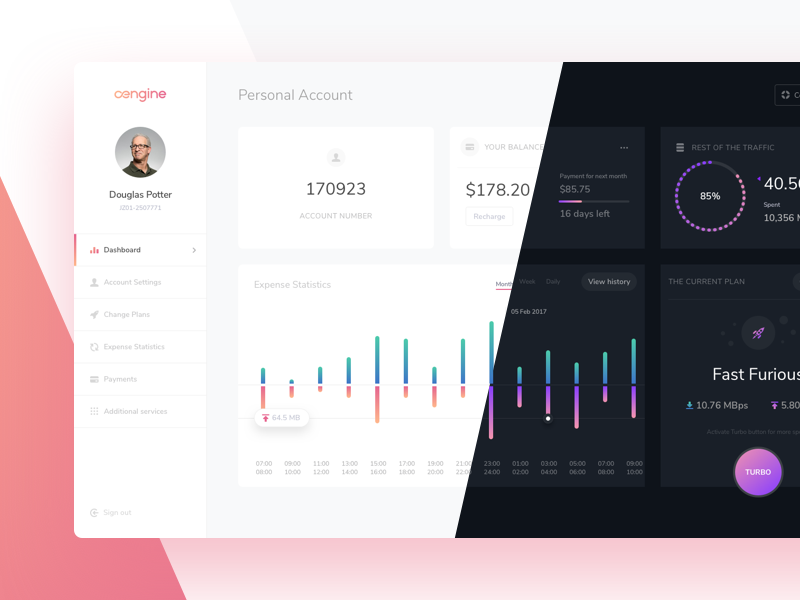 oengine
Douglas Potter
IZD1-2507771
Dashboard
Account Settings
Change Plans
Expense Statistics
Payments
Additional services
Sign out
Personal Account
170923
ACCOUNT NUMBER
YOUR BALANCE
$178.20
Recharge
Payment for next month
$85.75
16 days left
REST OF THE TRAFFIC
85%
40.50
Spent
10,356 M
Expense Statistics
Month Week Daily
View history
05 Feb 2017
64.5 MB
07:00 09:00 11:00 13:00 15:00 17:00 19:00 21:00 23:00 01:00 03:00 05:00 07:00 09:00
08:00 10:00 12:00 14:00 16:00 18:00 20:00 22:00 24:00 02:00 04:00 06:00 08:00 10:00
THE CURRENT PLAN
Fast Furious
10.76 MBps
5.80
Activate Turbo button for more
TURBO